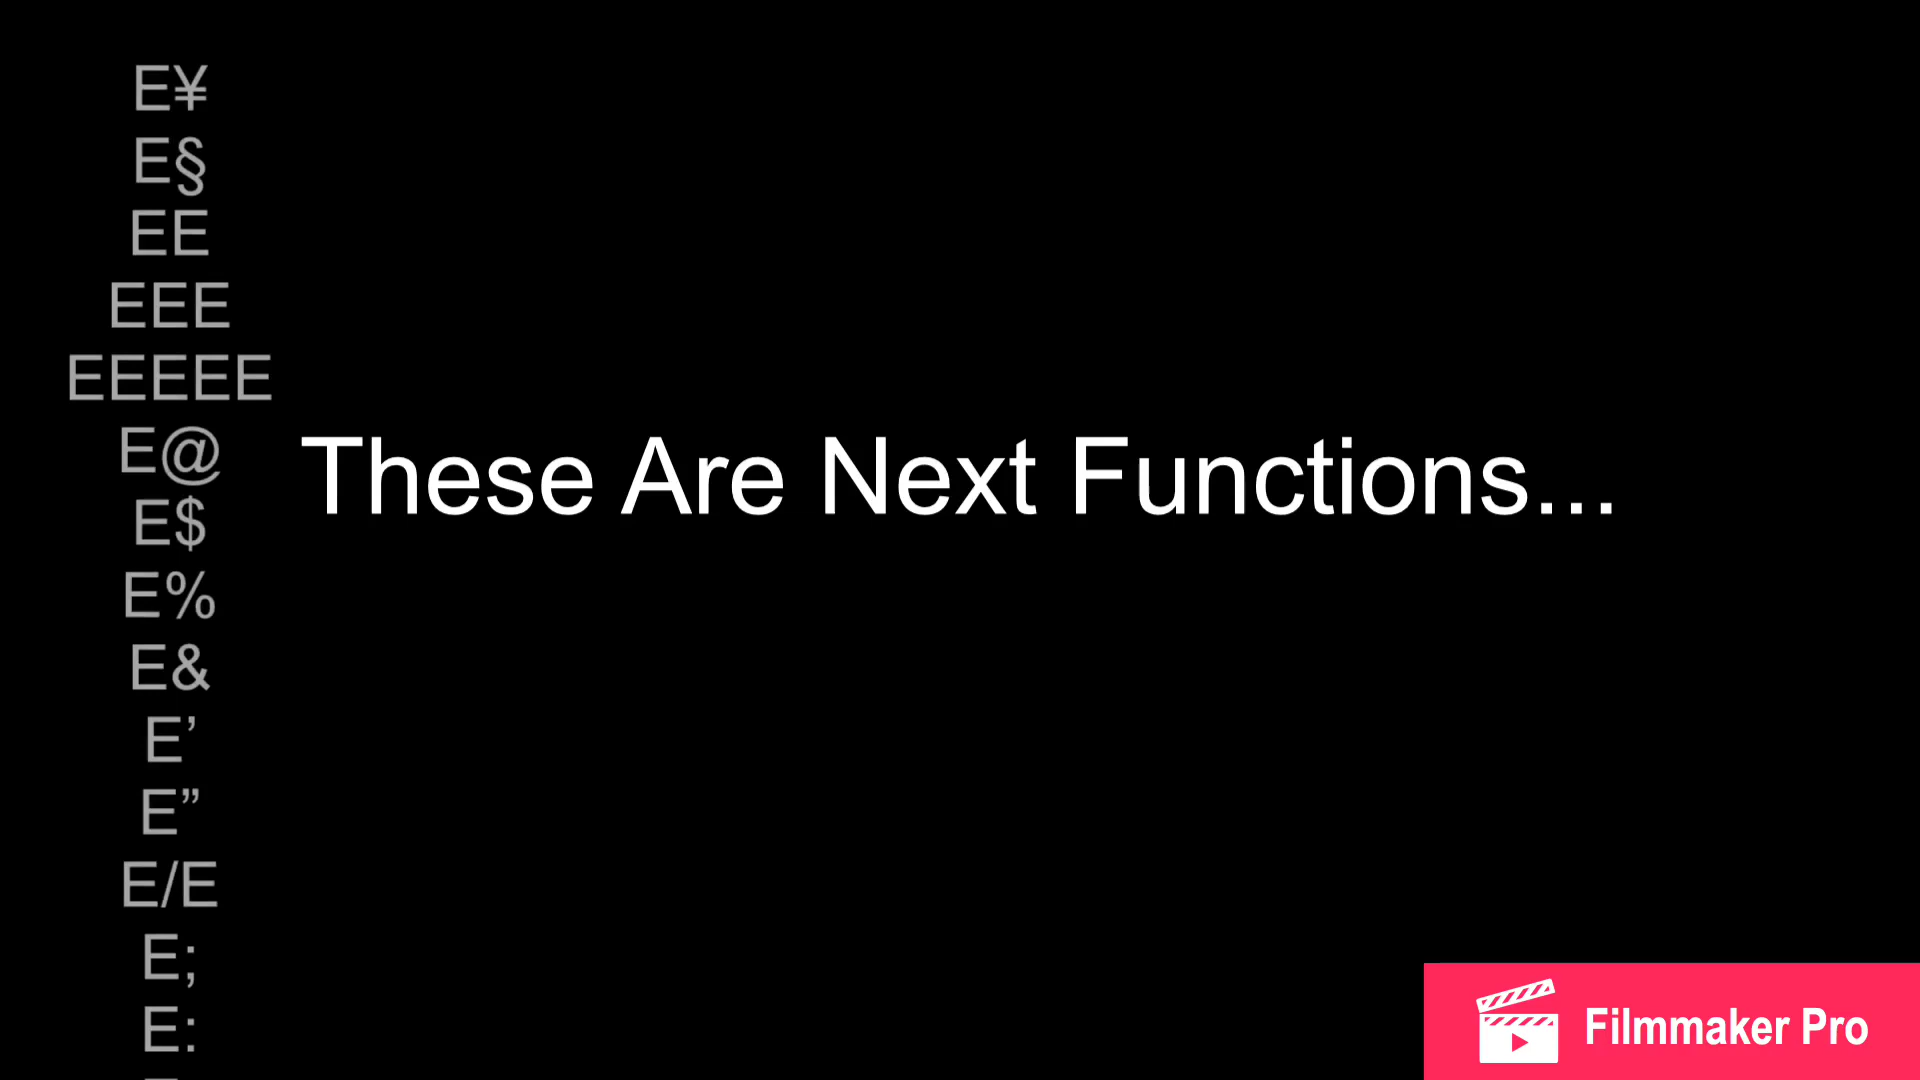 E¥
E§
EE
EEE
EEEEE
E@
E$
E%
E&
E’
E”
E/E
E;
E:
These Are Next Functions...
Filmmaker Pro